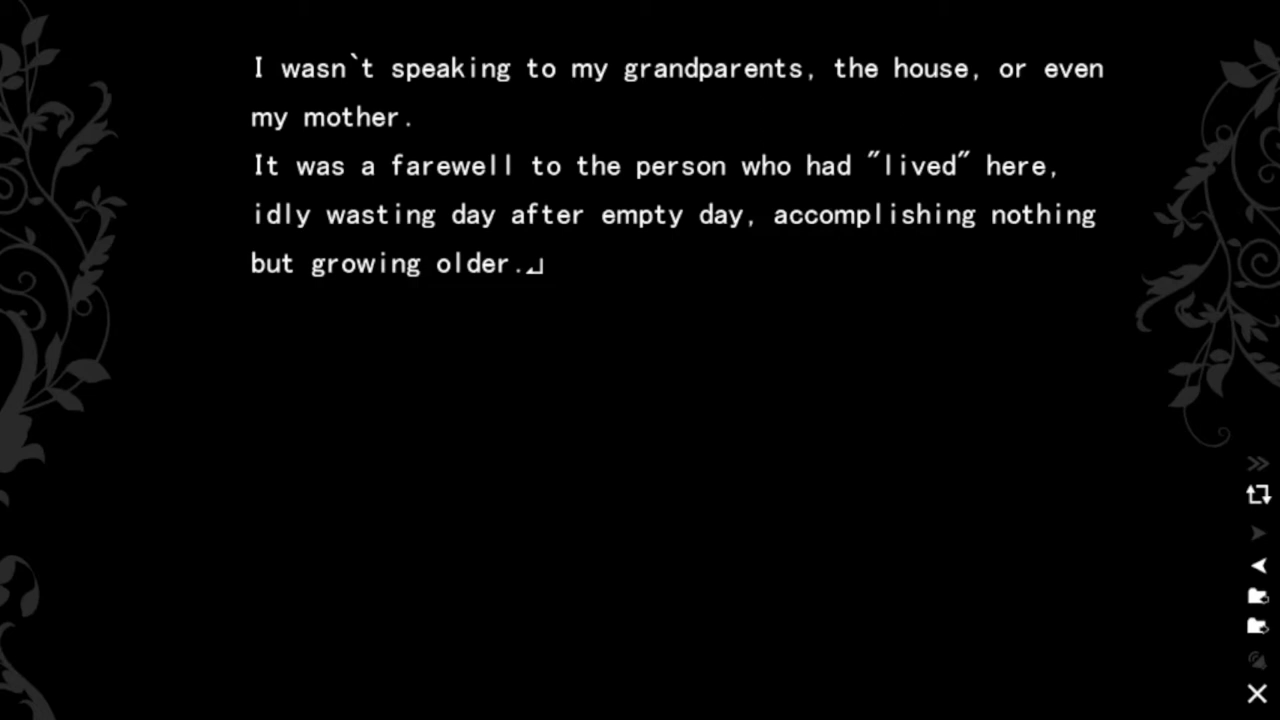 I wasn`t speaking to my grandparents, the house, or even
my mother.
It was a farewell to the person who had "lived" here,
idly wasting day after empty day, accomplishing nothing
but growing older.